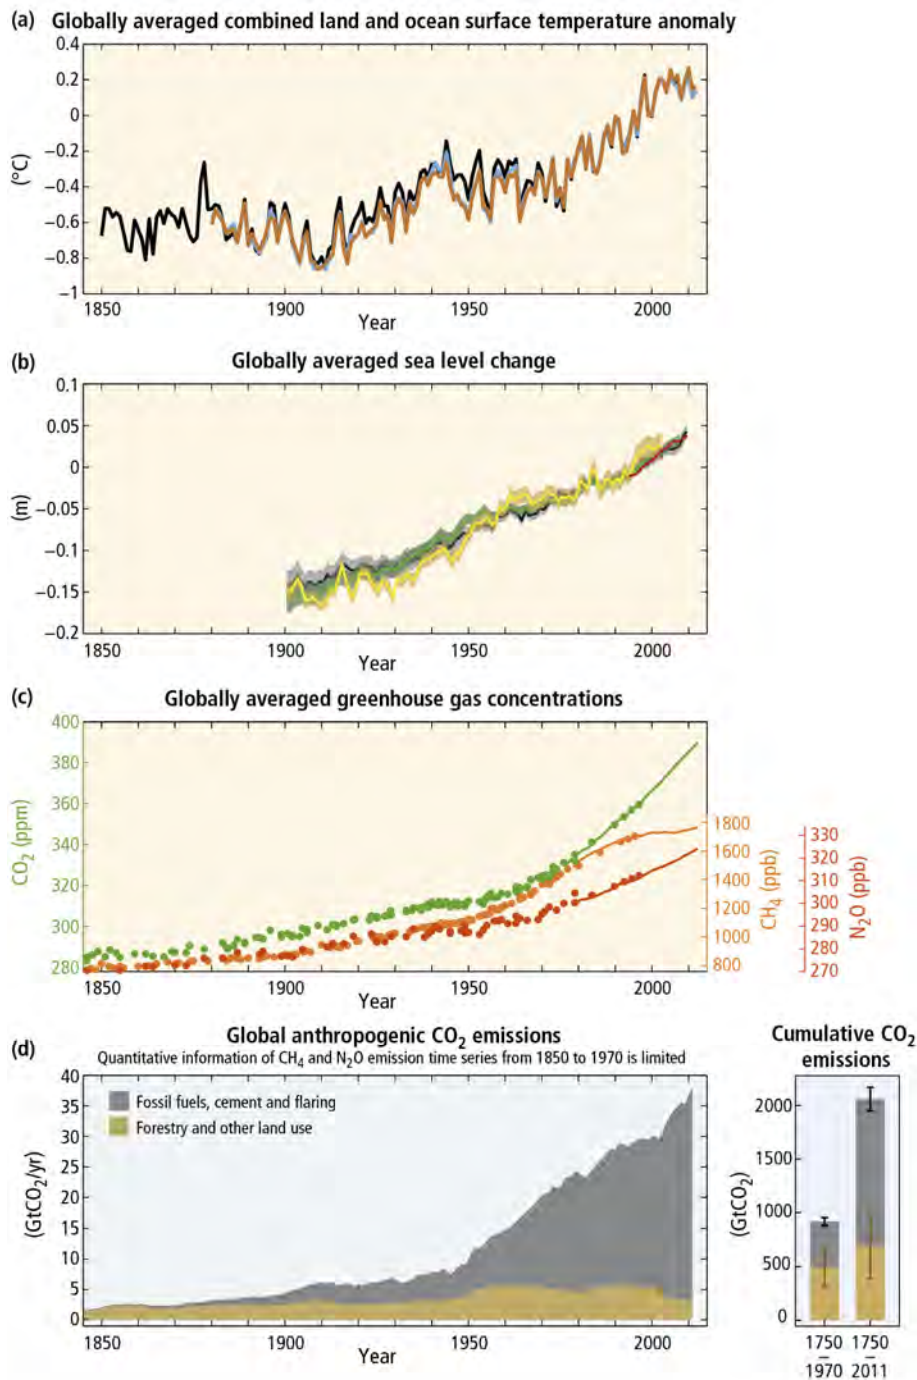 (a) Globally averaged combined land and ocean surface temperature anomaly
0.4
0.2
0
−0.2
−0.4
−0.6
−0.8
−1
(°C)
1850 1900 1950 2000
Year
(b) Globally averaged sea level change
0.1
0.05
0
−0.05
−0.1
−0.15
−0.2
(m)
1850 1900 1950 2000
Year
(c) Globally averaged greenhouse gas concentrations
400
380
360
340
320
300
280
CO₂ (ppm)
1800
1600
1400
1200
1000
800
CH₄ (ppb)
330
320
310
300
290
280
270
N₂O (ppb)
1850 1900 1950 2000
Year
(d) Global anthropogenic CO₂ emissions
Quantitative information of CH₄ and N₂O emission time series from 1850 to 1970 is limited
40
35
30
25
20
15
10
5
0
(GtCO₂/yr)
Fossil fuels, cement and flaring
Forestry and other land use
1850 1900 1950 2000
Year
Cumulative CO₂
emissions
2000
1500
1000
500
0
(GtCO₂)
1750 1750
– –
1970 2011